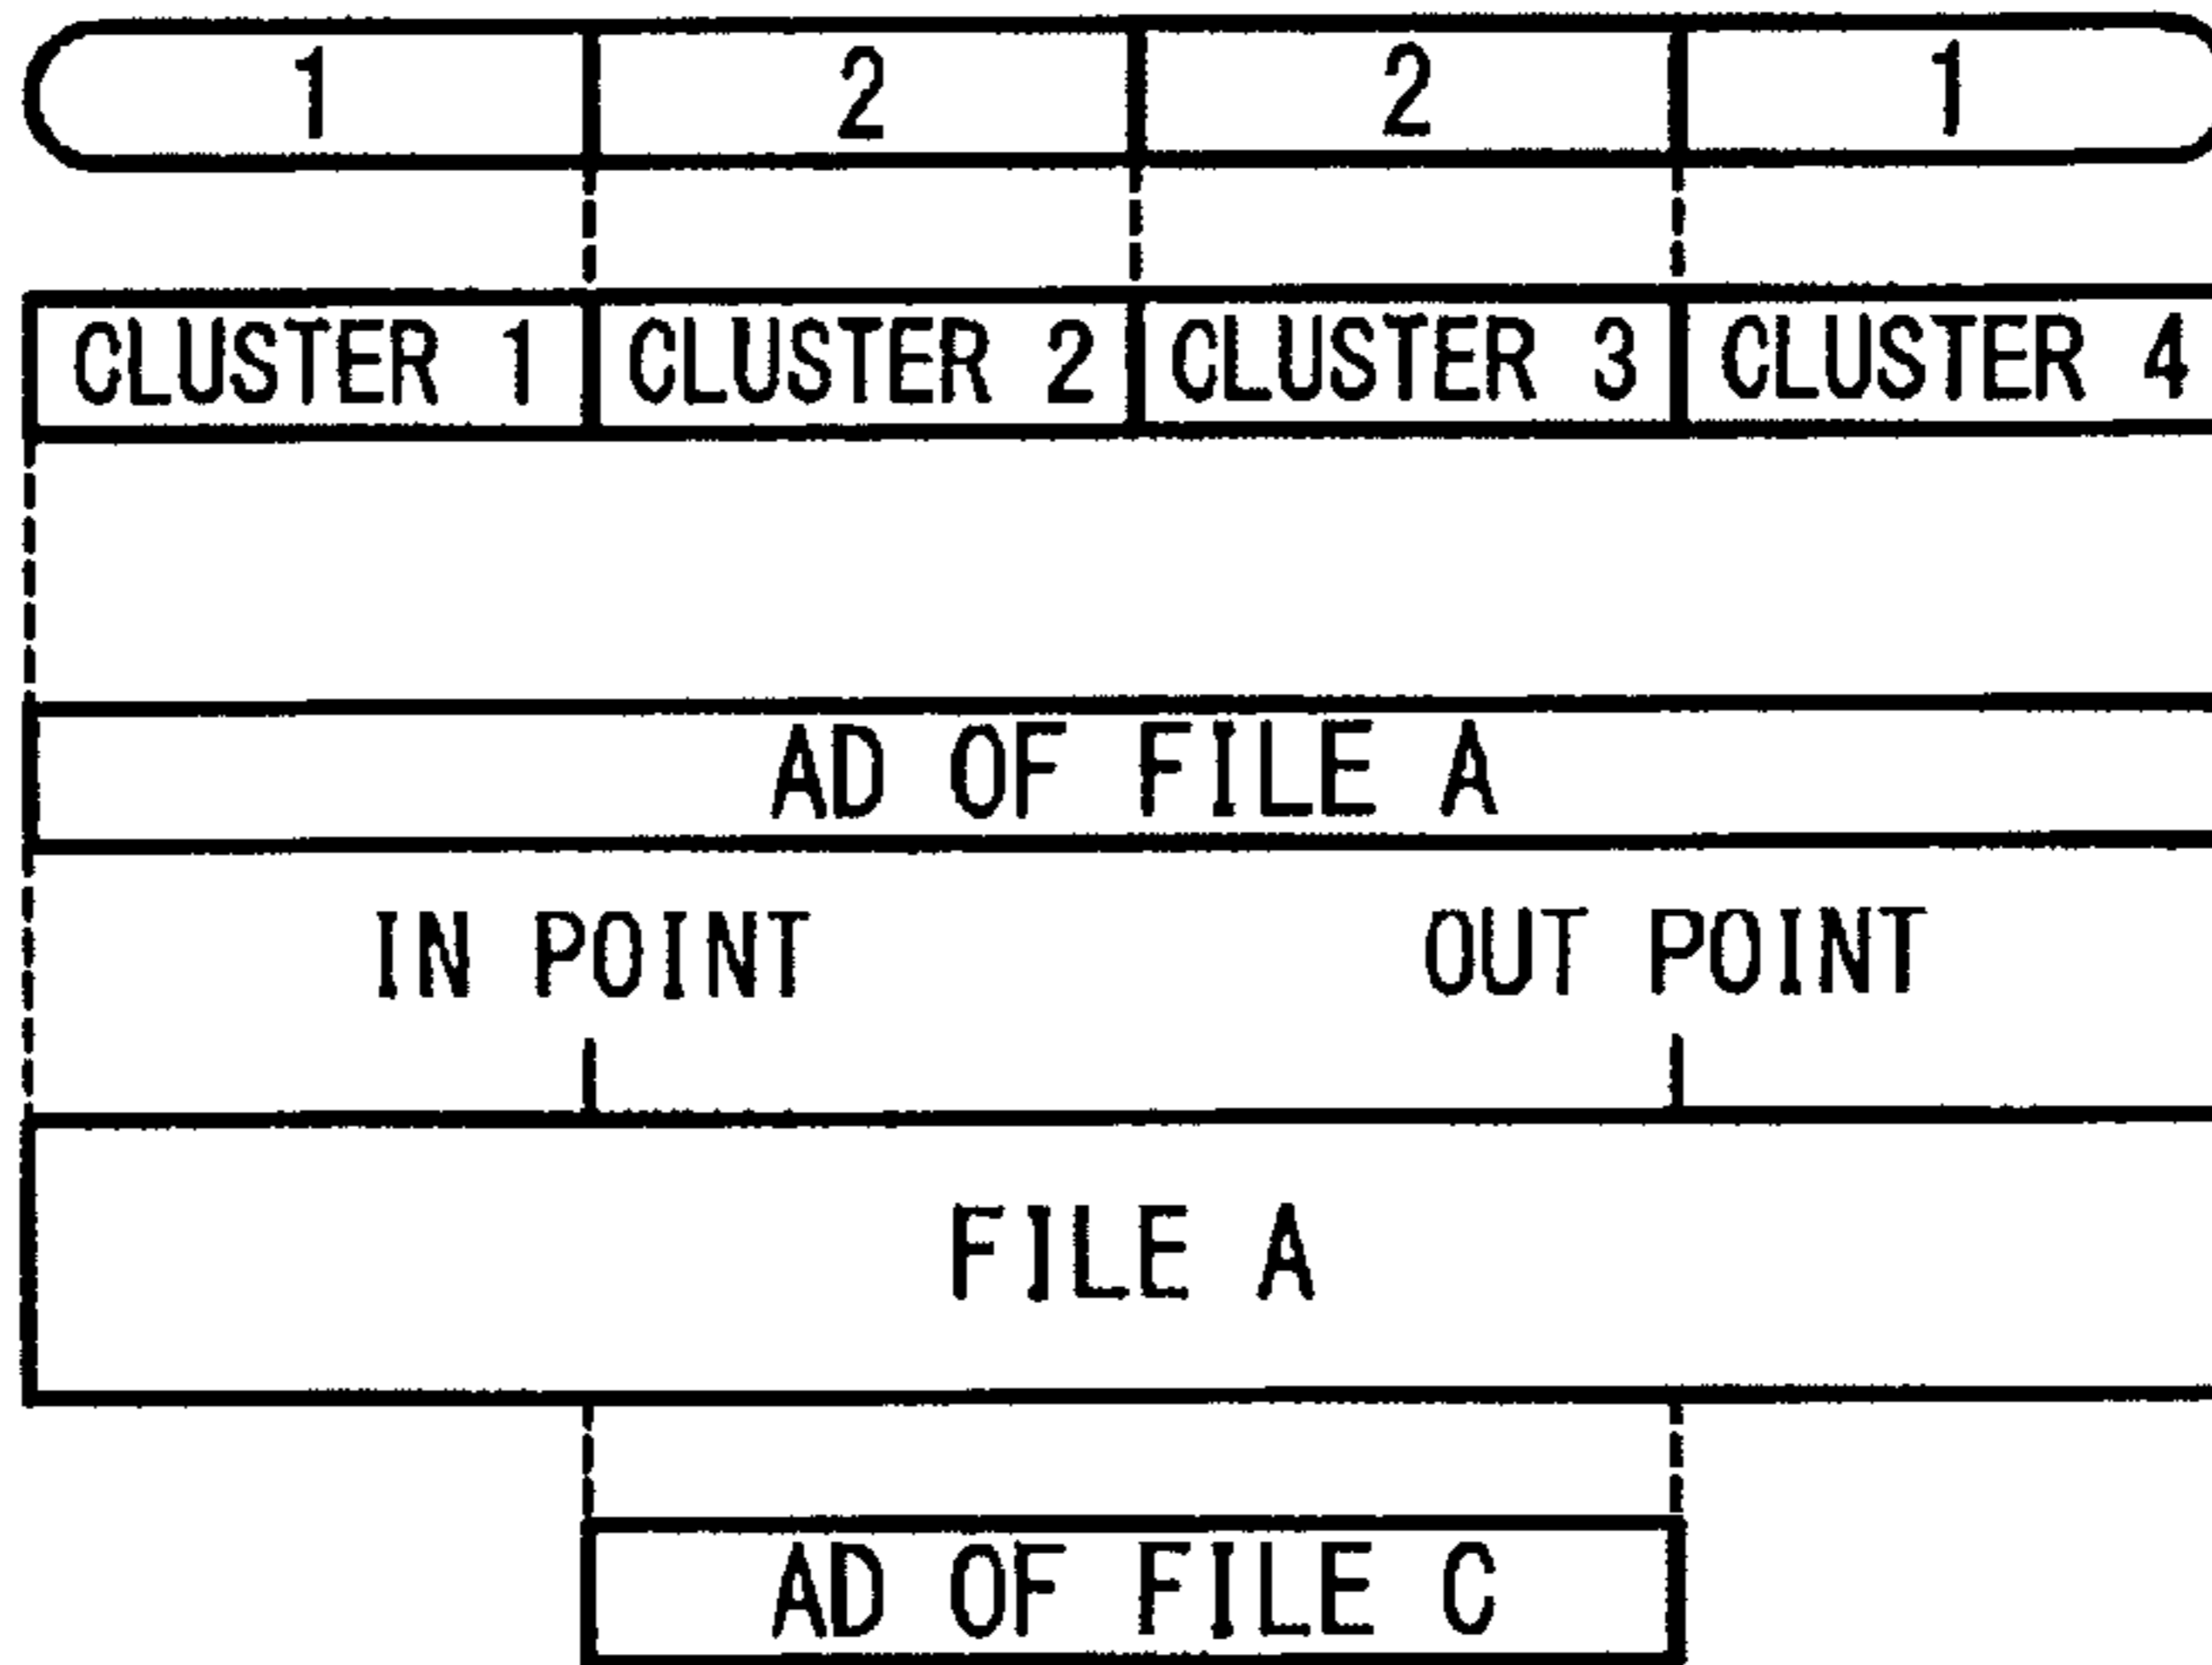 1 2 2 1
CLUSTER 1 CLUSTER 2 CLUSTER 3 CLUSTER 4
AD OF FILE A
IN POINT OUT POINT
FILE A
AD OF FILE C